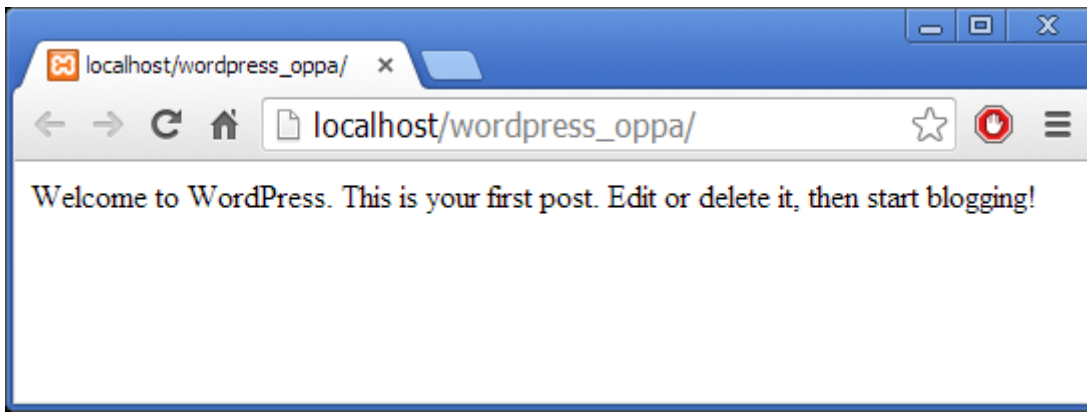 localhost/wordpress_oppa/
localhost/wordpress_oppa/
Welcome to WordPress. This is your first post. Edit or delete it, then start blogging!